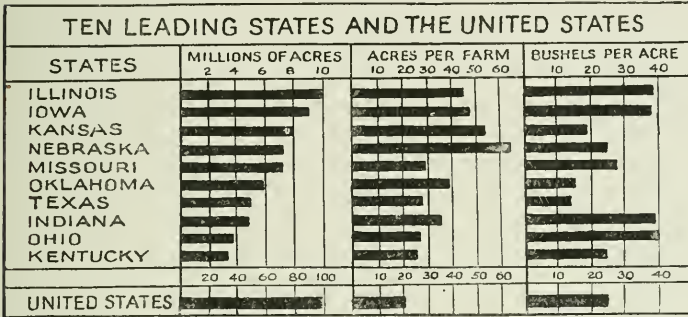 TEN LEADING STATES AND THE UNITED STATES
STATES MILLIONS OF ACRES ACRES PER FARM BUSHELS PER ACRE
2 4 6 8 10 10 20 30 40 50 60 10 20 30 40
ILLINOIS
IOWA
KANSAS
NEBRASKA
MISSOURI
OKLAHOMA
TEXAS
INDIANA
OHIO
KENTUCKY
20 40 60 80 100 10 20 30 40 50 60 10 20 30 40
UNITED STATES